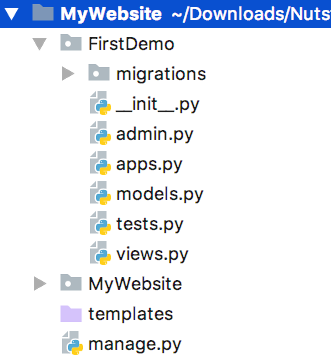 MyWebsite ~/Downloads/Nuts
FirstDemo
migrations
__init__.py
admin.py
apps.py
models.py
tests.py
views.py
MyWebsite
templates
manage.py